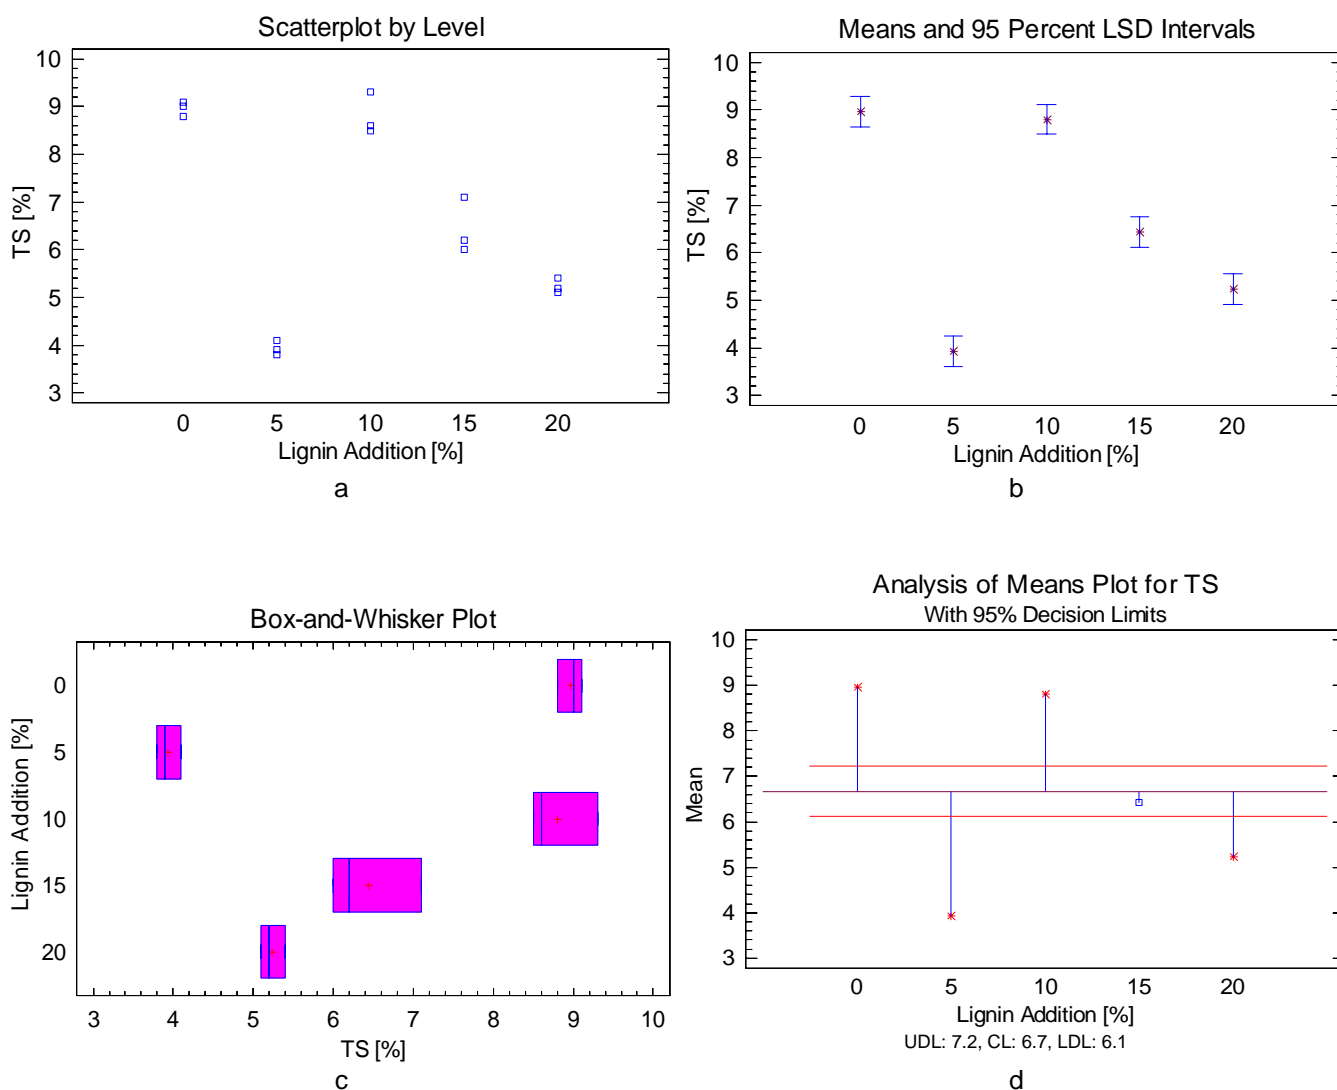 Scatterplot by Level
10
9
8
7
6
5
4
3
TS [%]
0 5 10 15 20
Lignin Addition [%]
a
Means and 95 Percent LSD Intervals
10
9
8
7
6
5
4
3
TS [%]
0 5 10 15 20
Lignin Addition [%]
b
Box-and-Whisker Plot
0
5
10
15
20
Lignin Addition [%]
3 4 5 6 7 8 9 10
TS [%]
c
Analysis of Means Plot for TS
With 95% Decision Limits
10
9
8
7
6
5
4
3
Mean
0 5 10 15 20
Lignin Addition [%]
UDL: 7.2, CL: 6.7, LDL: 6.1
d